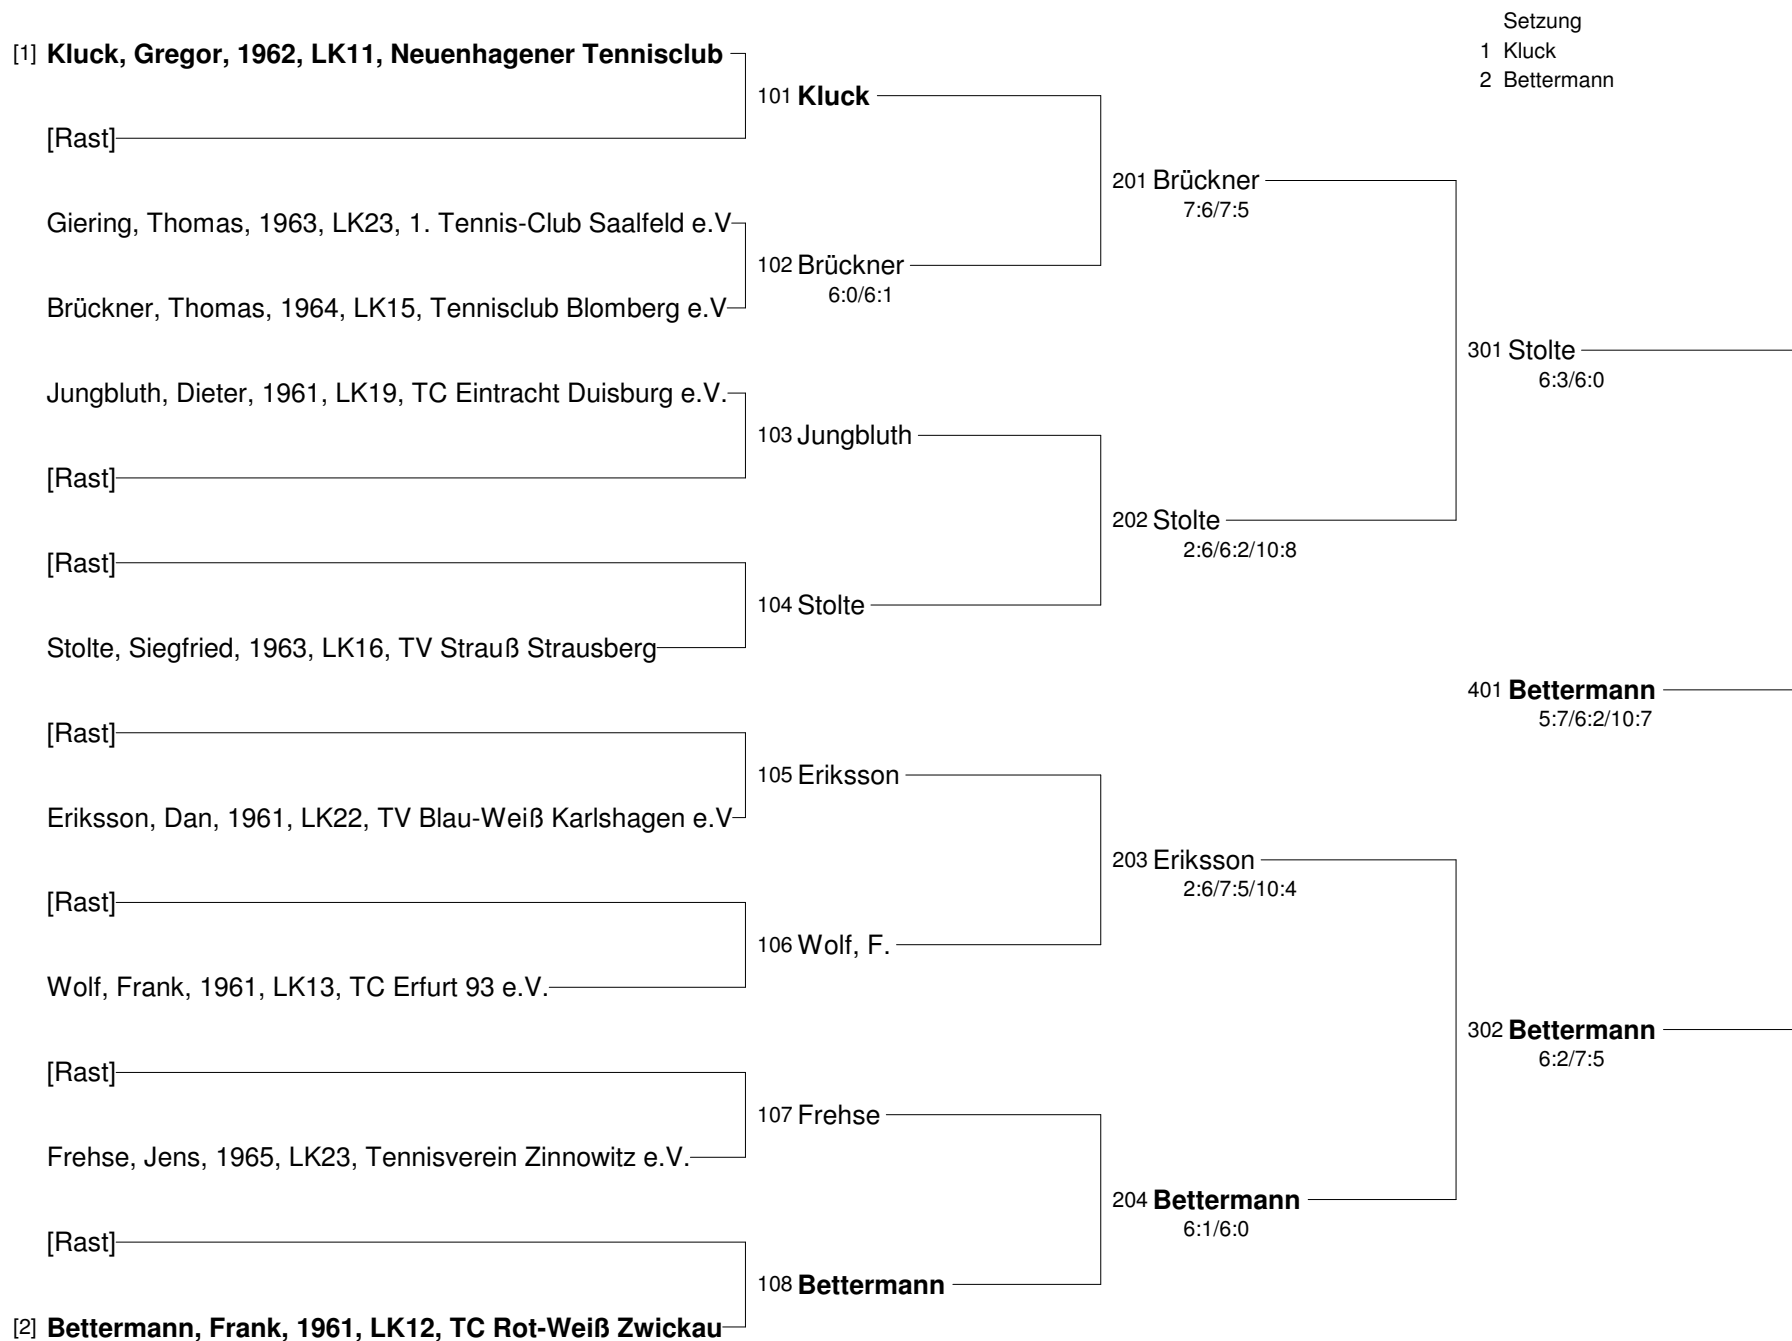 Setzung
1 Kluck
2 Bettermann
[1] Kluck, Gregor, 1962, LK11, Neuenhagener Tennisclub
101 Kluck
[Rast]
201 Brückner
7:6/7:5
Giering, Thomas, 1963, LK23, 1. Tennis-Club Saalfeld e.V
102 Brückner
6:0/6:1
Brückner, Thomas, 1964, LK15, Tennisclub Blomberg e.V
301 Stolte
6:3/6:0
Jungbluth, Dieter, 1961, LK19, TC Eintracht Duisburg e.V.
103 Jungbluth
[Rast]
202 Stolte
2:6/6:2/10:8
[Rast]
104 Stolte
Stolte, Siegfried, 1963, LK16, TV Strauß Strausberg
401 Bettermann
5:7/6:2/10:7
[Rast]
105 Eriksson
Eriksson, Dan, 1961, LK22, TV Blau-Weiß Karlshagen e.V
203 Eriksson
2:6/7:5/10:4
[Rast]
106 Wolf, F.
Wolf, Frank, 1961, LK13, TC Erfurt 93 e.V.
302 Bettermann
6:2/7:5
[Rast]
107 Frehse
Frehse, Jens, 1965, LK23, Tennisverein Zinnowitz e.V.
204 Bettermann
6:1/6:0
[Rast]
108 Bettermann
[2] Bettermann, Frank, 1961, LK12, TC Rot-Weiß Zwickau